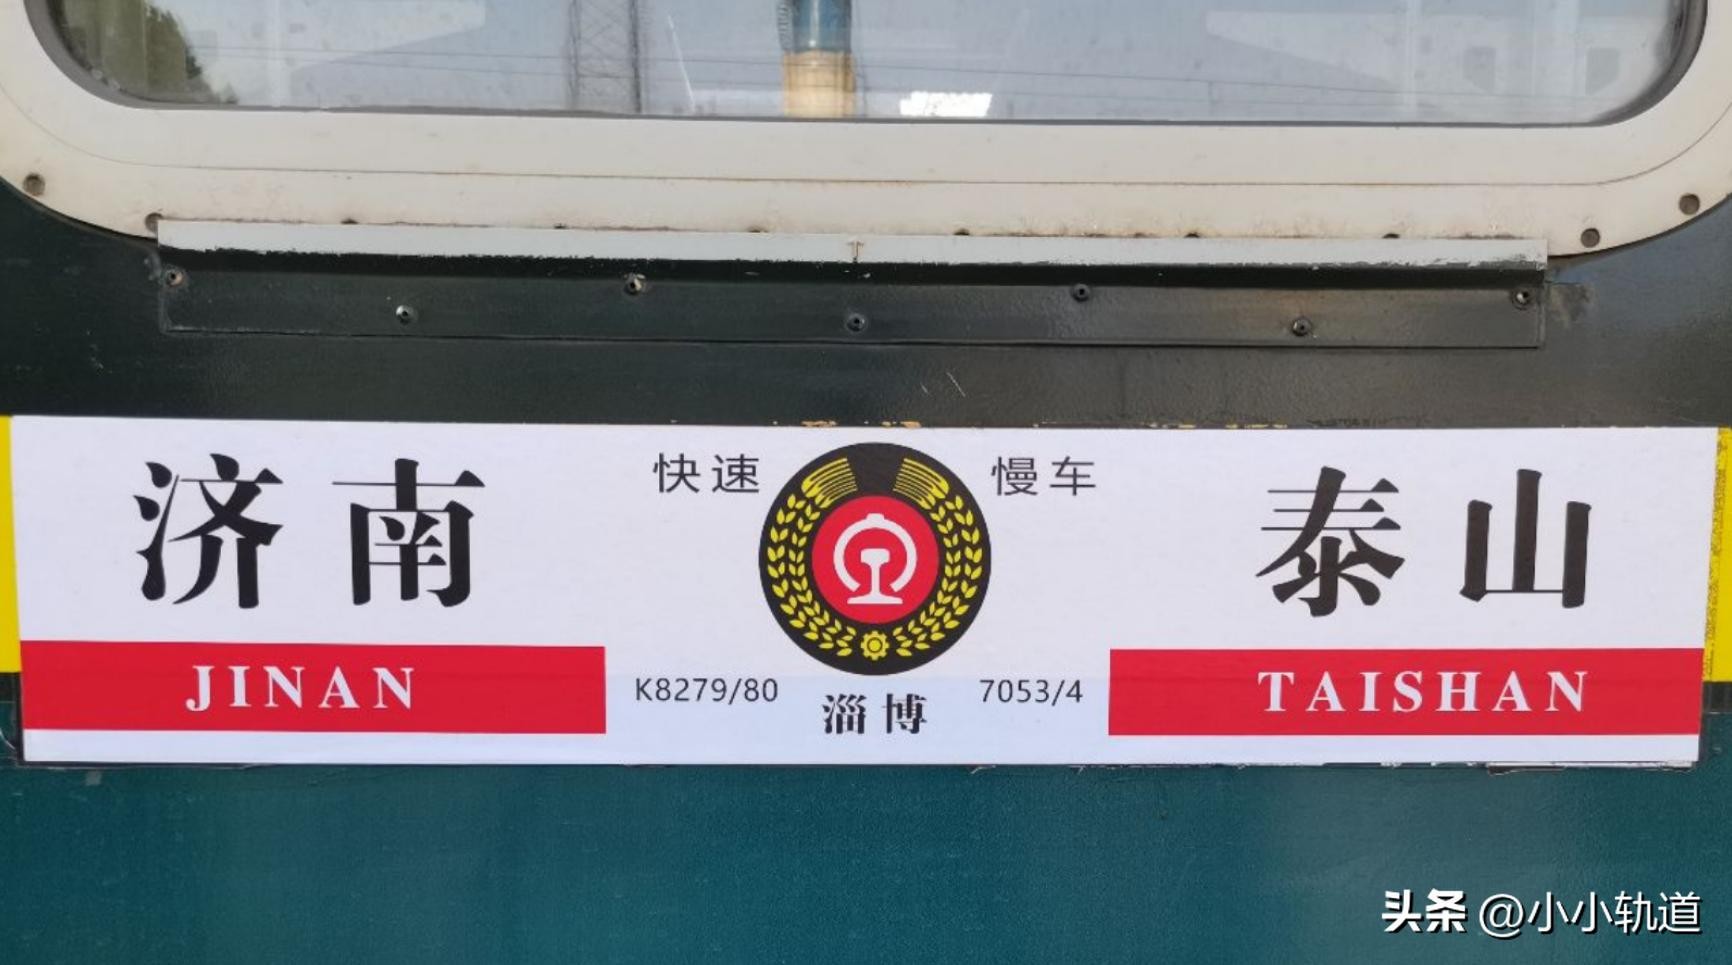 济南
JINAN
快速
慢车
K8279/80
淄博
7053/4
泰山
TAISHAN
头条 @小小轨道